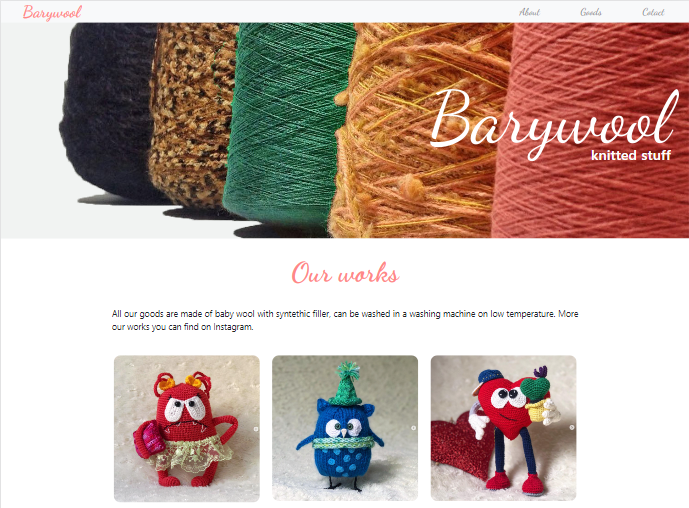 Barywool
About Goods Cotact
Barywool
knitted stuff
Our works
All our goods are made of baby wool with syntethic filler, can be washed in a washing machine on low temperature. More
our works you can find on Instagram.